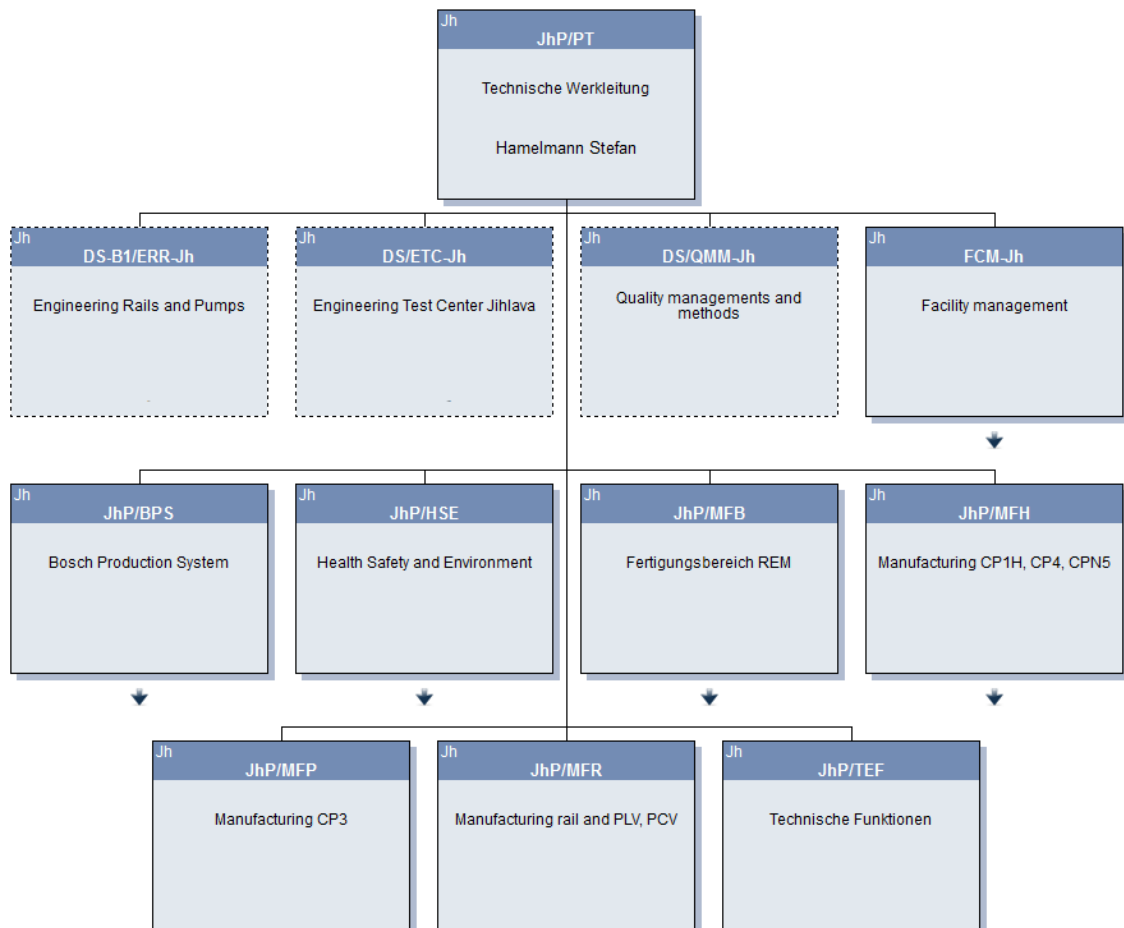 Jh
JhP/PT
Technische Werkleitung
Hamelmann Stefan
Jh
DS-B1/ERR-Jh
Engineering Rails and Pumps
Jh
DS/ETC-Jh
Engineering Test Center Jihlava
Jh
DS/QMM-Jh
Quality managements and
methods
Jh
FCM-Jh
Facility management
Jh
JhP/BPS
Bosch Production System
Jh
JhP/HSE
Health Safety and Environment
Jh
JhP/MFB
Fertigungsbereich REM
Jh
JhP/MFH
Manufacturing CP1H, CP4, CPN5
Jh
JhP/MFP
Manufacturing CP3
Jh
JhP/MFR
Manufacturing rail and PLV, PCV
Jh
JhP/TEF
Technische Funktionen